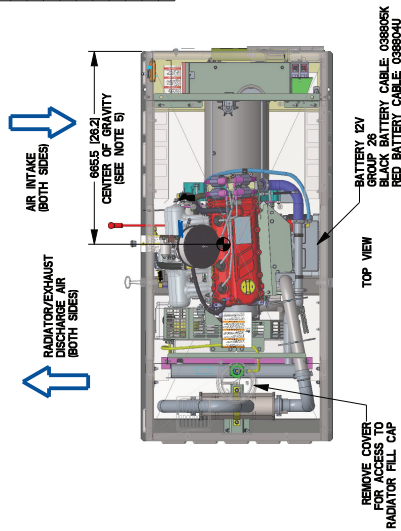 AIR INTAKE
(BOTH SIDES)
665.5 [26.2]
CENTER OF GRAVITY
(SEE NOTE 5)
RADIATOR/EXHAUST
DISCHARGE AIR
(BOTH SIDES)
BATTERY 12V
GROUP 26
BLACK BATTERY CABLE: 038805K
RED BATTERY CABLE: 038804U
TOP VIEW
REMOVE COVER
FOR ACCESS TO
RADIATOR FILL CAP